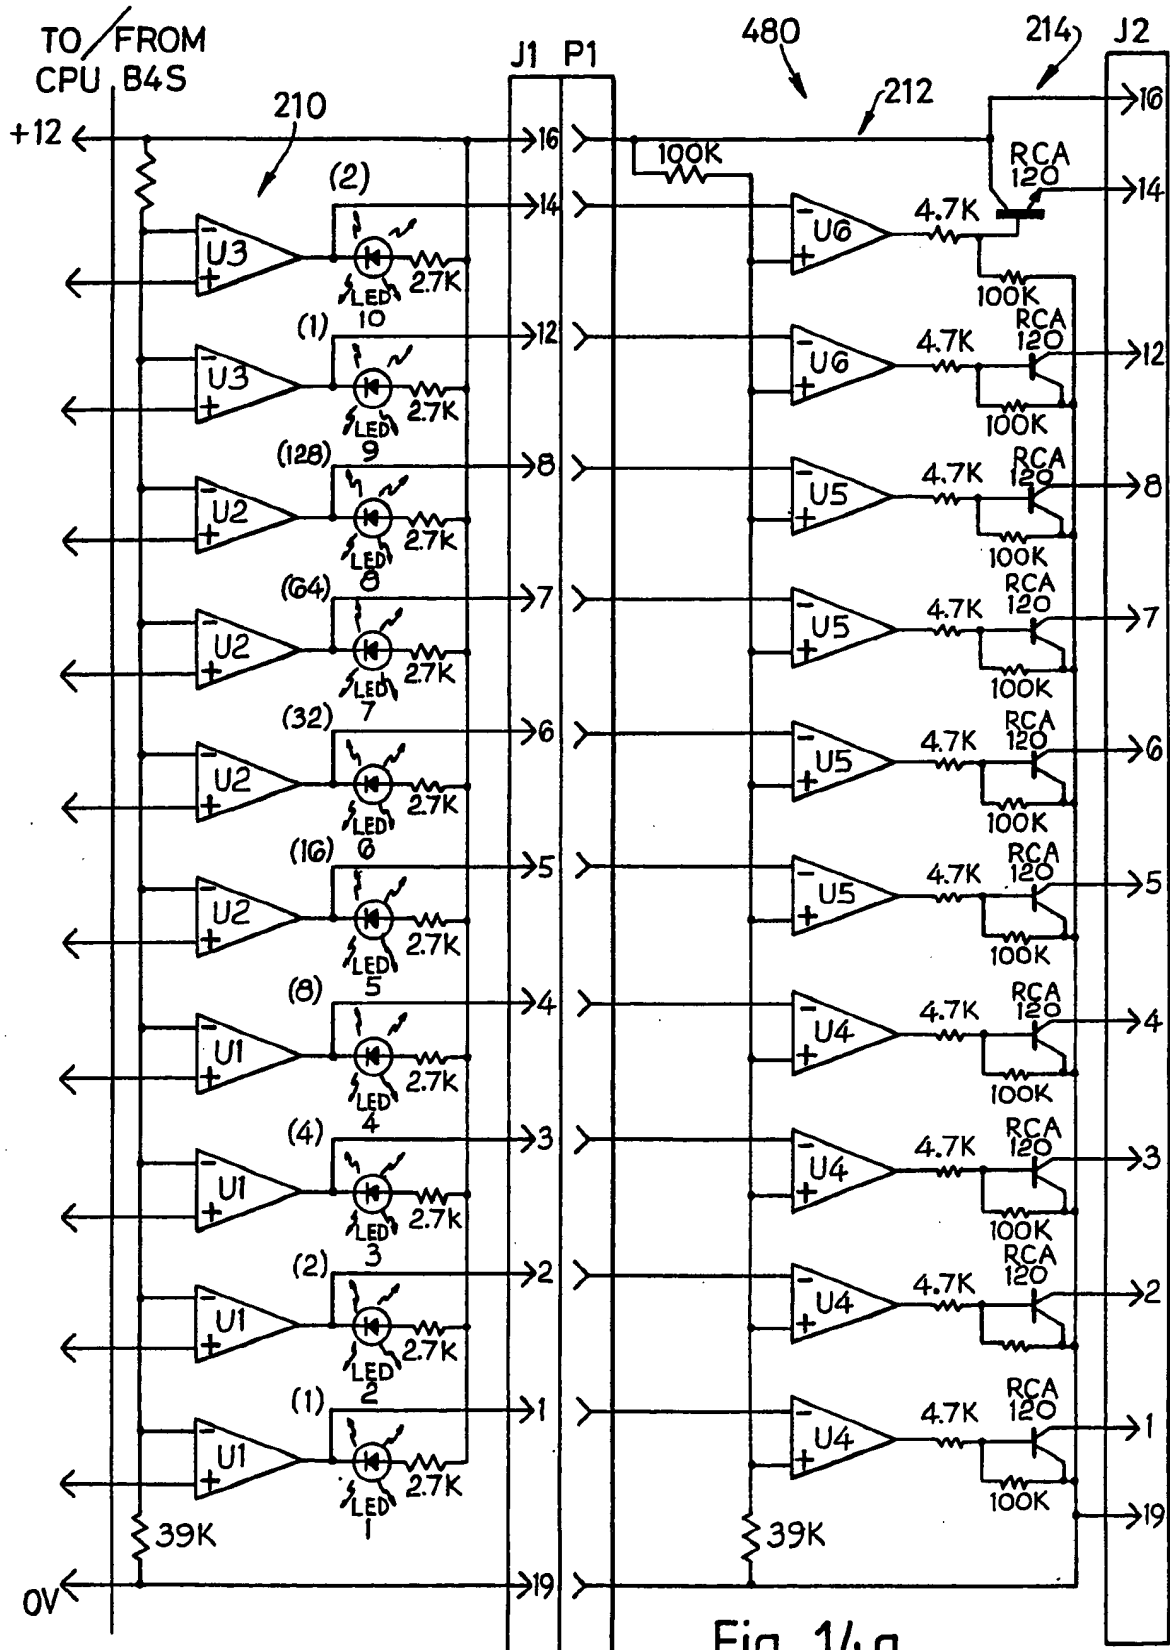 TO/FROM
CPU B4S
J1 P1
480
214
J2
210
212
+12
16
16
100K
RCA
120
(2)
14
14
U3
U6
4.7K
2.7K
LED
10
100K
(1)
12
RCA
120
12
U3
U6
4.7K
2.7K
LED
9
100K
(128)
8
RCA
120
8
U2
U5
4.7K
2.7K
LED
8
100K
(64)
7
RCA
120
7
U2
U5
4.7K
2.7K
LED
7
100K
(32)
6
RCA
120
6
U2
U5
4.7K
2.7K
LED
6
100K
(16)
5
RCA
120
5
U2
U5
4.7K
2.7K
LED
5
100K
(8)
4
RCA
120
4
U1
U4
4.7K
2.7K
LED
4
100K
(4)
3
RCA
120
3
U1
U4
4.7K
2.7K
LED
3
100K
(2)
2
RCA
120
2
U1
U4
4.7K
2.7K
LED
2
(1)
1
RCA
120
1
U1
U4
4.7K
2.7K
LED
1
100K
19
39K
39K
0V
19
Fig. 14a